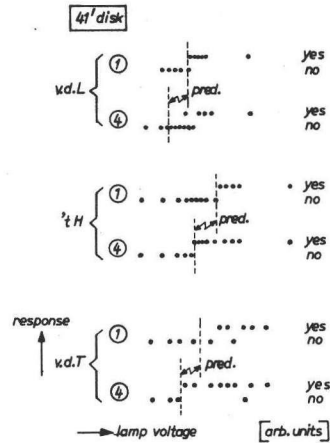 41' disk
① yes
no
v.d.L
pred.
④ yes
no
① yes
no
't H
pred.
④ yes
no
response
① yes
no
v.d.T
pred.
④ yes
no
lamp voltage [arb. units]